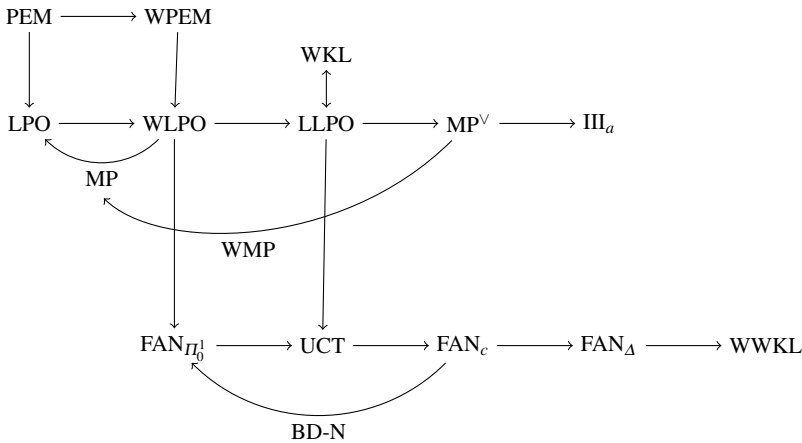 PEM WPEM
WKL
LPO WLPO LLPO MP^∨ III_a
MP
WMP
FAN_{Π^1_0} UCT FAN_c FAN_Δ WWKL
BD-N